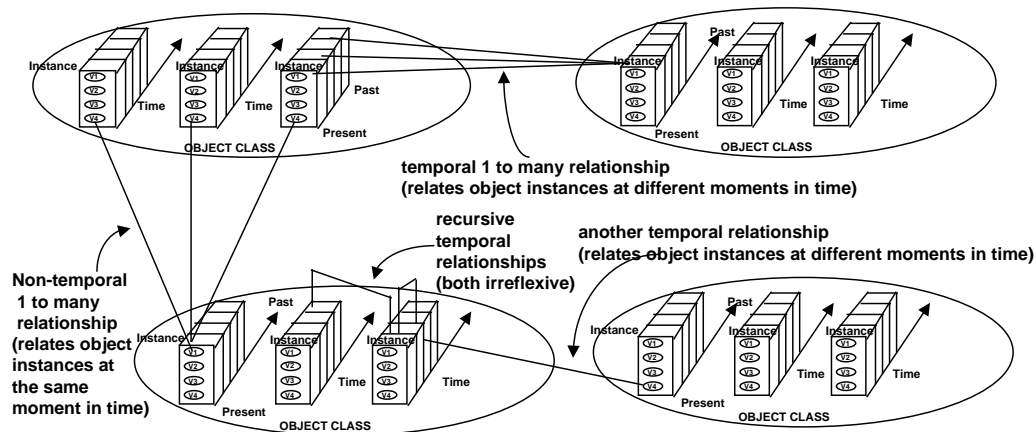 Past
Instance Instance Instance
V1 V1 V1
V2 V2 V2
V3 V3 V3
V4 V4 V4
Time Time Past
Present
OBJECT CLASS
Instance Instance Instance
V1 V1 V1
V2 V2 V2
V3 V3 V3
V4 V4 V4
Time Time
Present
OBJECT CLASS
temporal 1 to many relationship
(relates object instances at different moments in time)
recursive
temporal
relationships
(both irreflexive)
another temporal relationship
(relates object instances at different moments in time)
Non-temporal
1 to many
relationship
(relates object
instances at
the same
moment in time)
Past
Instance Instance Instance
V1 V1 V1
V2 V2 V2
V3 V3 V3
V4 V4 V4
Time Time
Present
OBJECT CLASS
Past
Instance Instance Instance
V1 V1 V1
V2 V2 V2
V3 V3 V3
V4 V4 V4
Time Time
Present
OBJECT CLASS